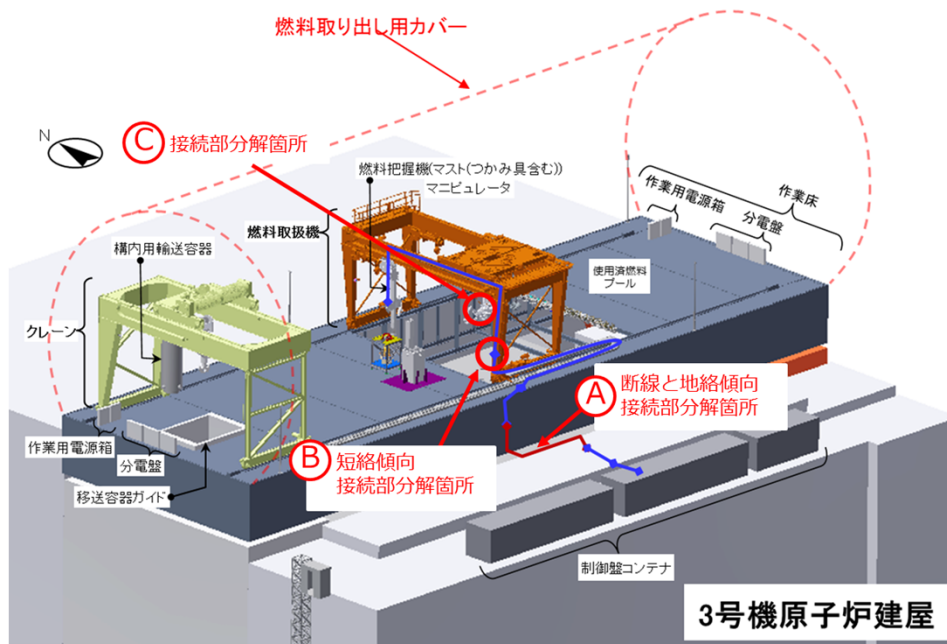 燃料取り出し用カバー
N
C 接続部分解箇所
燃料把握機(マスト(つかみ具含む))
マニピュレータ
構内用輸送容器
燃料取扱機
作業用電源箱
分電盤
作業床
使用済燃料
プール
クレーン
A 断線と地絡傾向
接続部分解箇所
作業用電源箱
分電盤
移送容器ガイド
B 短絡傾向
接続部分解箇所
制御盤コンテナ
3号機原子炉建屋